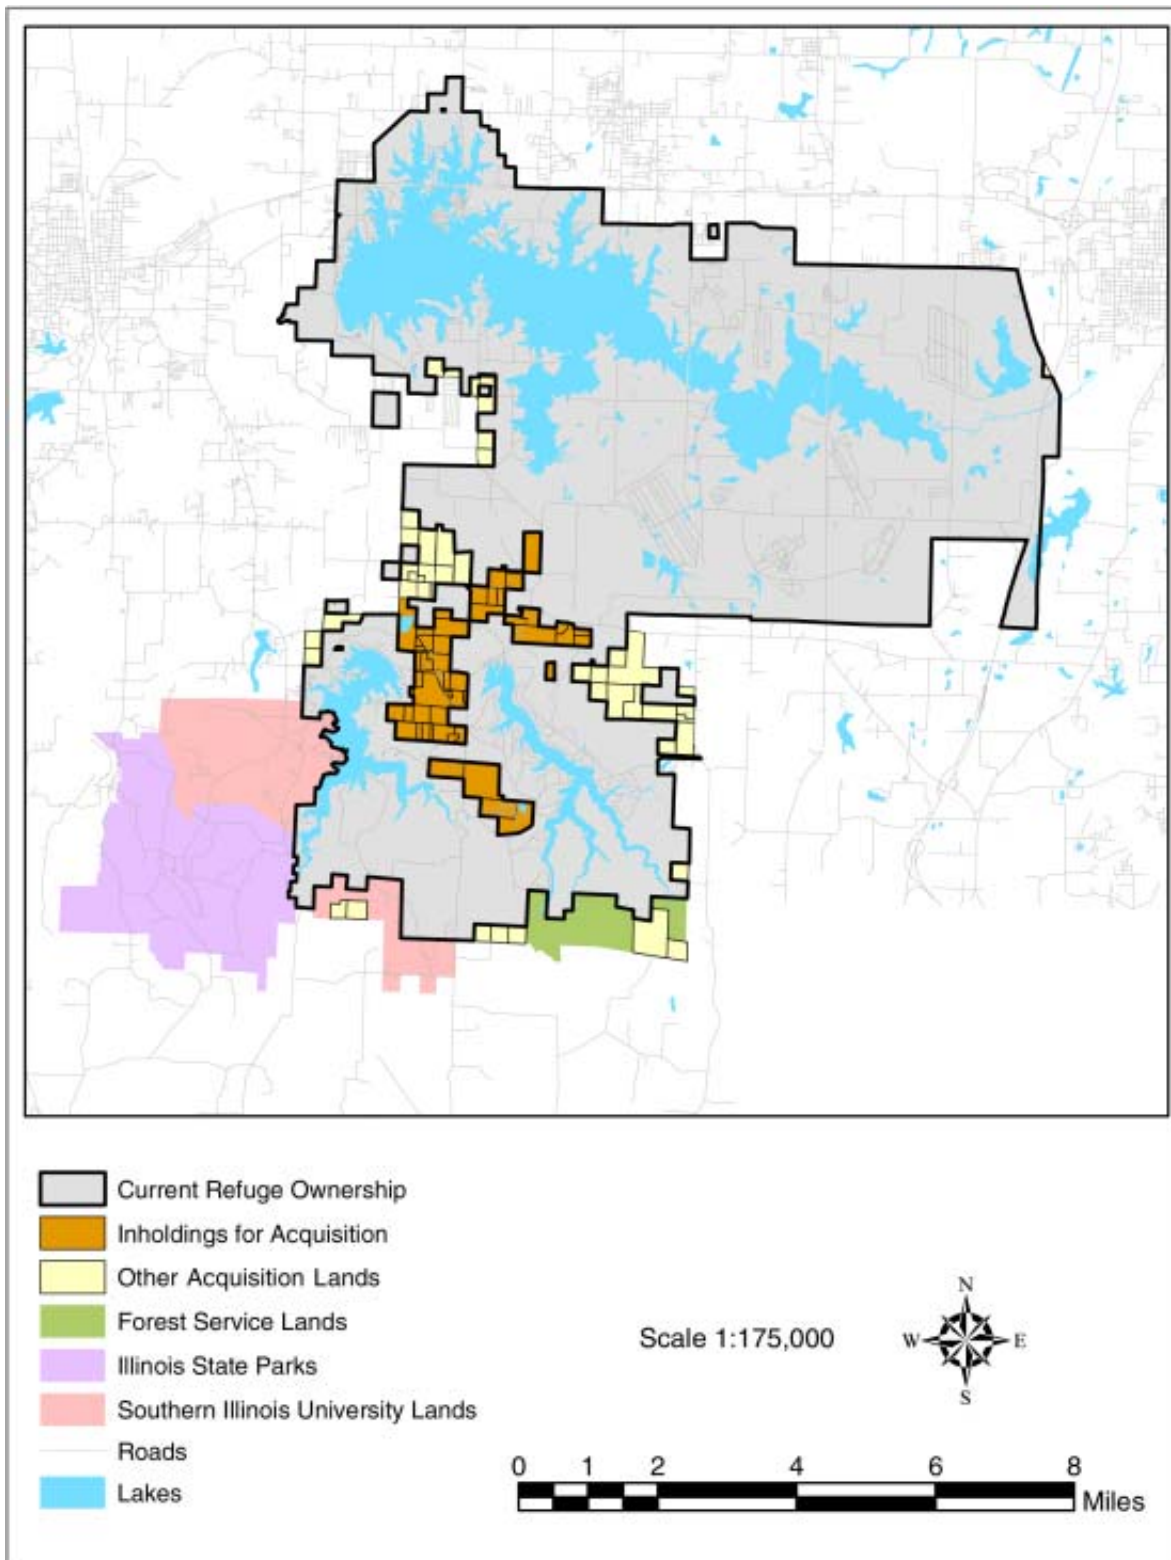 Current Refuge Ownership
Inholdings for Acquisition
Other Acquisition Lands
Forest Service Lands
Illinois State Parks
Southern Illinois University Lands
Roads
Lakes
Scale 1:175,000
N
W E
S
0 1 2 4 6 8
Miles